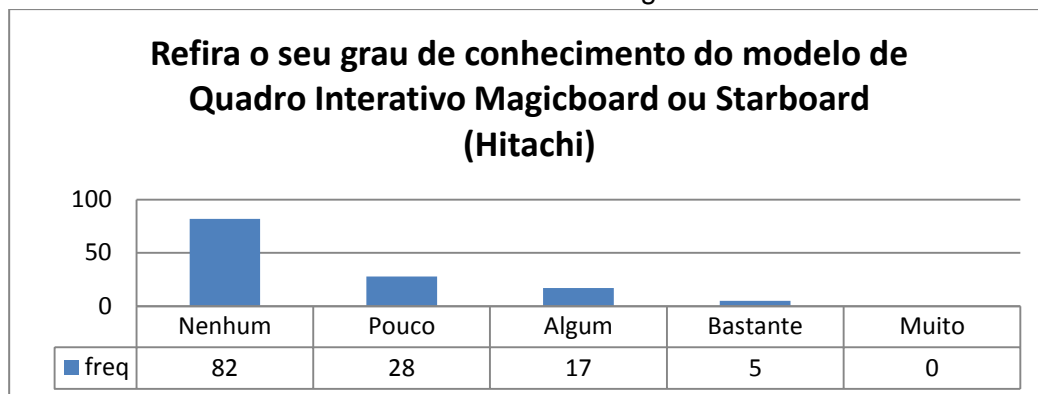 Refira o seu grau de conhecimento do modelo de
Quadro Interativo Magicboard ou Starboard
(Hitachi)
100
50
0
Nenhum Pouco Algum Bastante Muito
freq 82 28 17 5 0